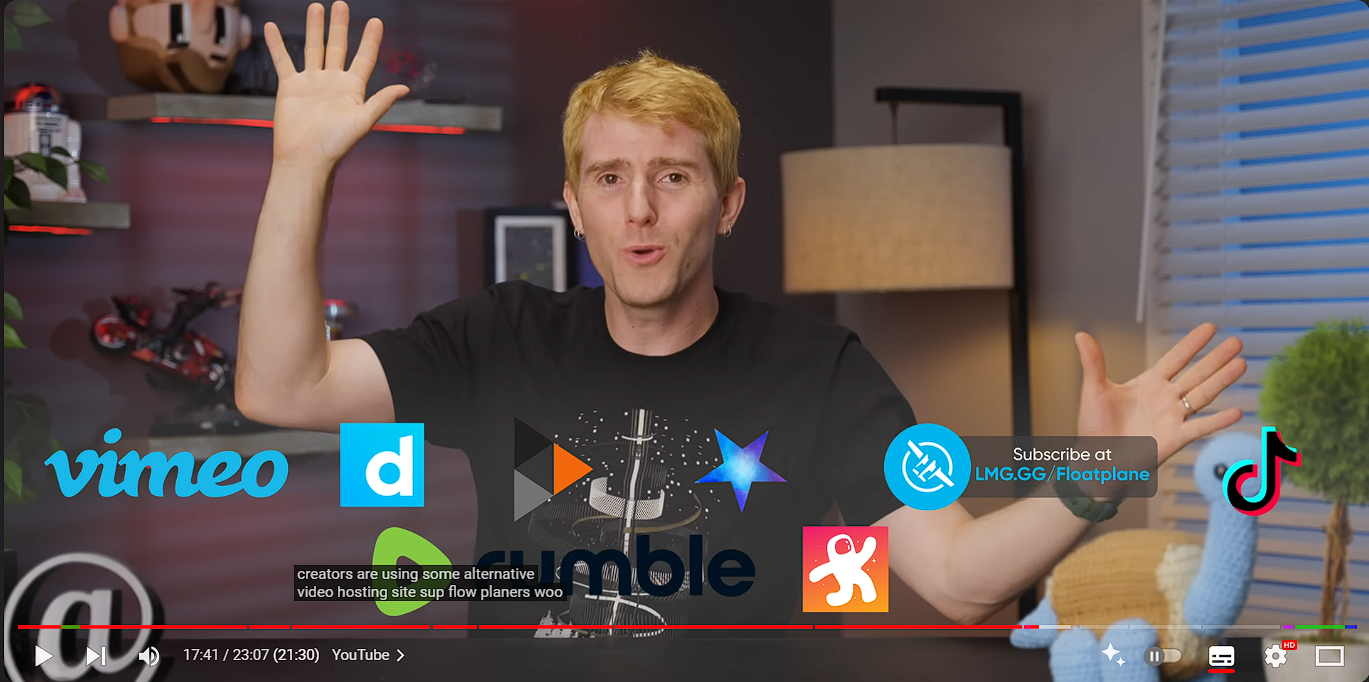 vimeo
d
Subscribe at
LMG.GG/Floatplane
rumble
creators are using some alternative
video hosting site sup flow planers woo
@
17:41 / 23:07 (21:30) YouTube
HD